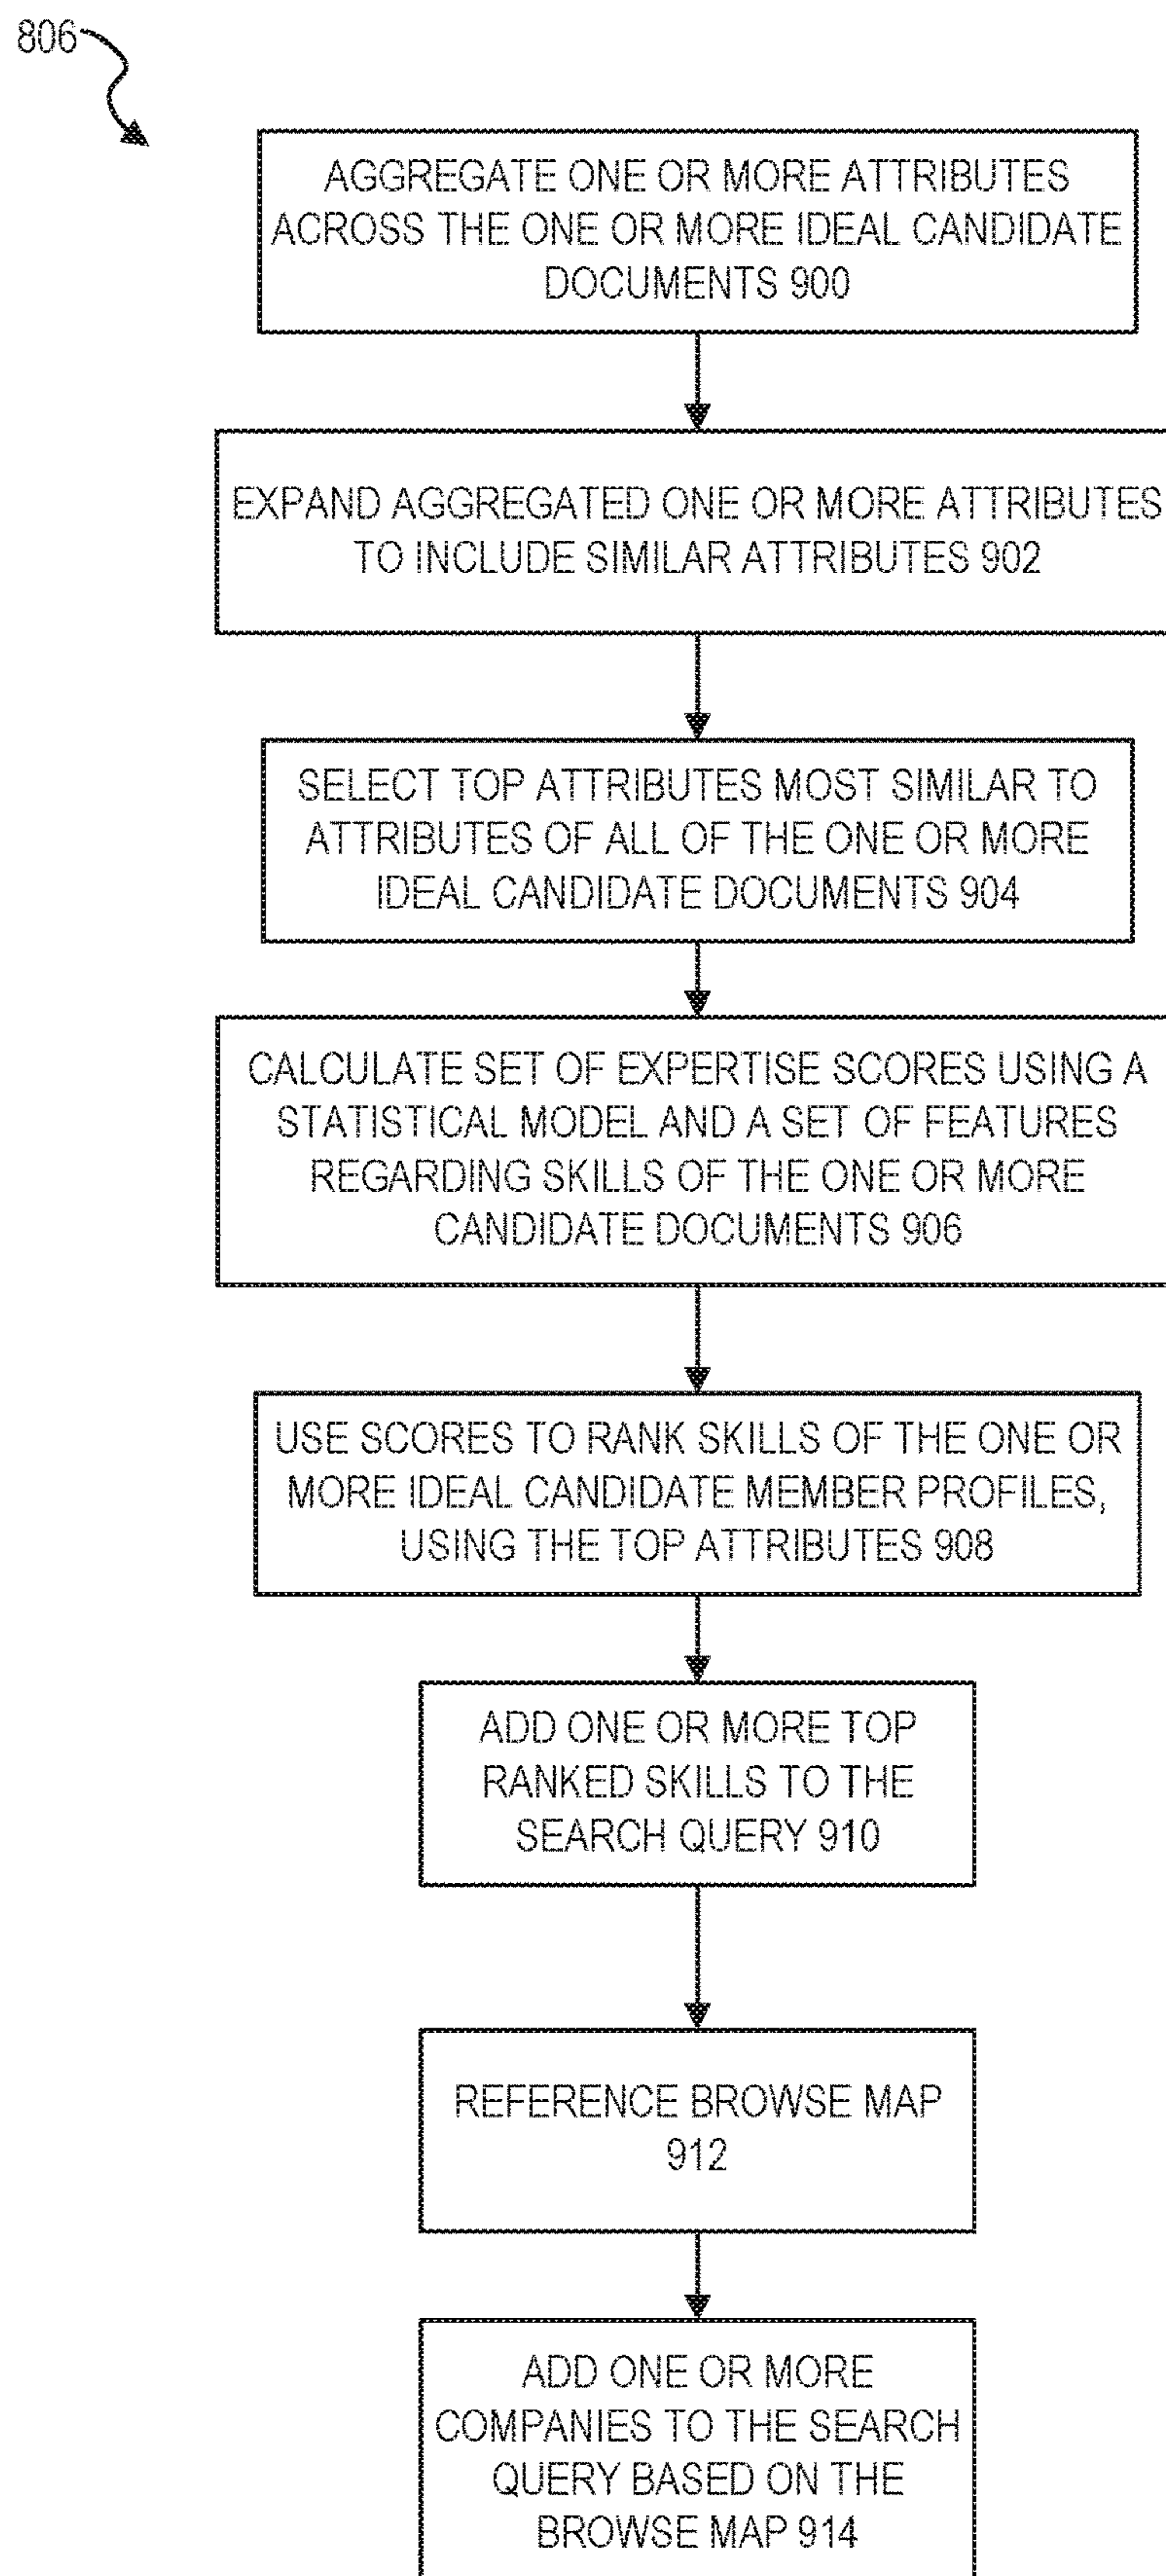 806
AGGREGATE ONE OR MORE ATTRIBUTES
ACROSS THE ONE OR MORE IDEAL CANDIDATE
DOCUMENTS 900
EXPAND AGGREGATED ONE OR MORE ATTRIBUTES
TO INCLUDE SIMILAR ATTRIBUTES 902
SELECT TOP ATTRIBUTES MOST SIMILAR TO
ATTRIBUTES OF ALL OF THE ONE OR MORE
IDEAL CANDIDATE DOCUMENTS 904
CALCULATE SET OF EXPERTISE SCORES USING A
STATISTICAL MODEL AND A SET OF FEATURES
REGARDING SKILLS OF THE ONE OR MORE
CANDIDATE DOCUMENTS 906
USE SCORES TO RANK SKILLS OF THE ONE OR
MORE IDEAL CANDIDATE MEMBER PROFILES,
USING THE TOP ATTRIBUTES 908
ADD ONE OR MORE TOP
RANKED SKILLS TO THE
SEARCH QUERY 910
REFERENCE BROWSE MAP
912
ADD ONE OR MORE
COMPANIES TO THE SEARCH
QUERY BASED ON THE
BROWSE MAP 914